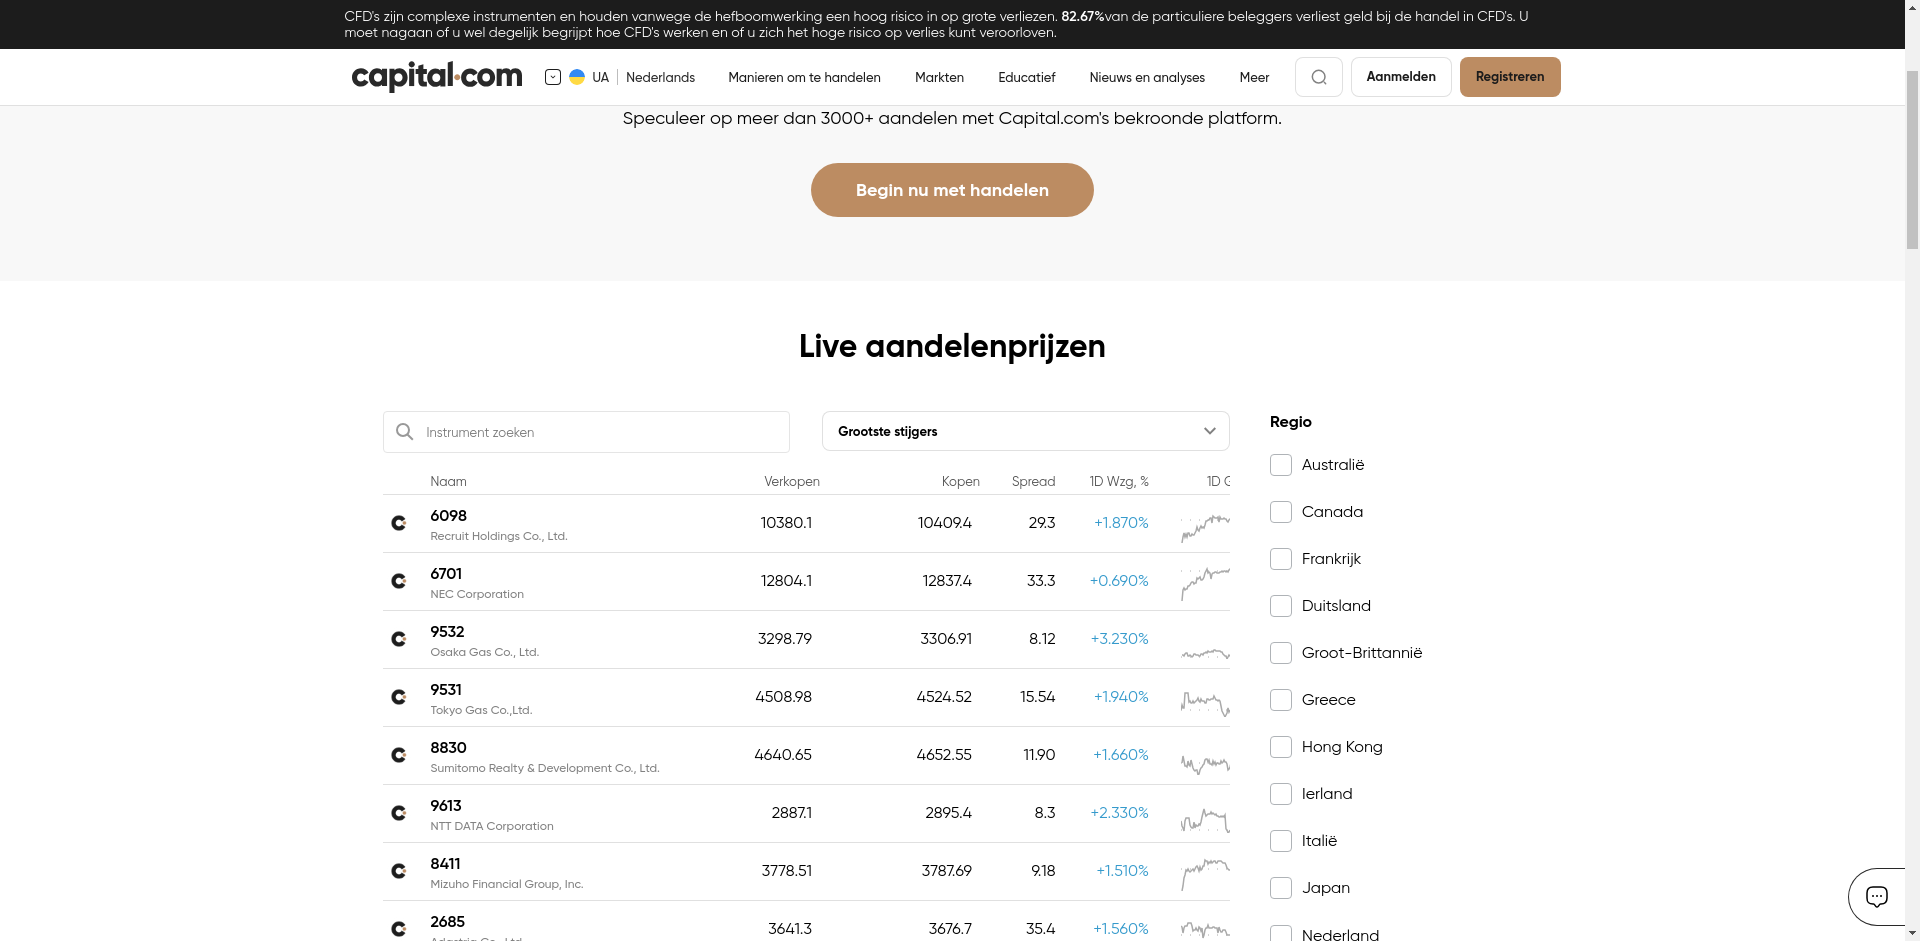 CFD's zijn complexe instrumenten en houden vanwege de hefboomwerking een hoog risico in op grote verliezen. 82.67%van de particuliere beleggers verliest geld bij de handel in CFD's. U
moet nagaan of u wel degelijk begrijpt hoe CFD's werken en of u zich het hoge risico op verlies kunt veroorloven.
capital.com UA Nederlands Manieren om te handelen Markten Educatief Nieuws en analyses Meer Aanmelden Registreren
Speculeer op meer dan 3000+ aandelen met Capital.com's bekroonde platform.
Begin nu met handelen
Live aandelenprijzen
Instrument zoeken
Grootste stijgers
Naam Verkopen Kopen Spread 1D Wzg, % 1D
6098 10380.1 10409.4 29.3 +1.870%
Recruit Holdings Co., Ltd.
6701 12804.1 12837.4 33.3 +0.690%
NEC Corporation
9532 3298.79 3306.91 8.12 +3.230%
Osaka Gas Co., Ltd.
9531 4508.98 4524.52 15.54 +1.940%
Tokyo Gas Co.,Ltd.
8830 4640.65 4652.55 11.90 +1.660%
Sumitomo Realty & Development Co., Ltd.
9613 2887.1 2895.4 8.3 +2.330%
NTT DATA Corporation
8411 3778.51 3787.69 9.18 +1.510%
Mizuho Financial Group, Inc.
2685 3641.3 3676.7 35.4 +1.560%
Regio
Australië
Canada
Frankrijk
Duitsland
Groot-Brittannië
Greece
Hong Kong
Ierland
Italië
Japan
Nederland